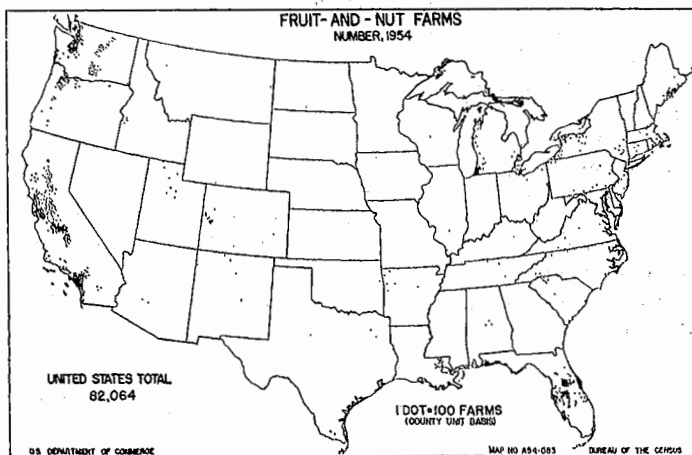 FRUIT-AND-NUT FARMS
NUMBER, 1954
UNITED STATES TOTAL
82,064
1 DOT=100 FARMS
(COUNTY UNIT BASIS)
U.S. DEPARTMENT OF COMMERCE
MAP NO A54-083
BUREAU OF THE CENSUS